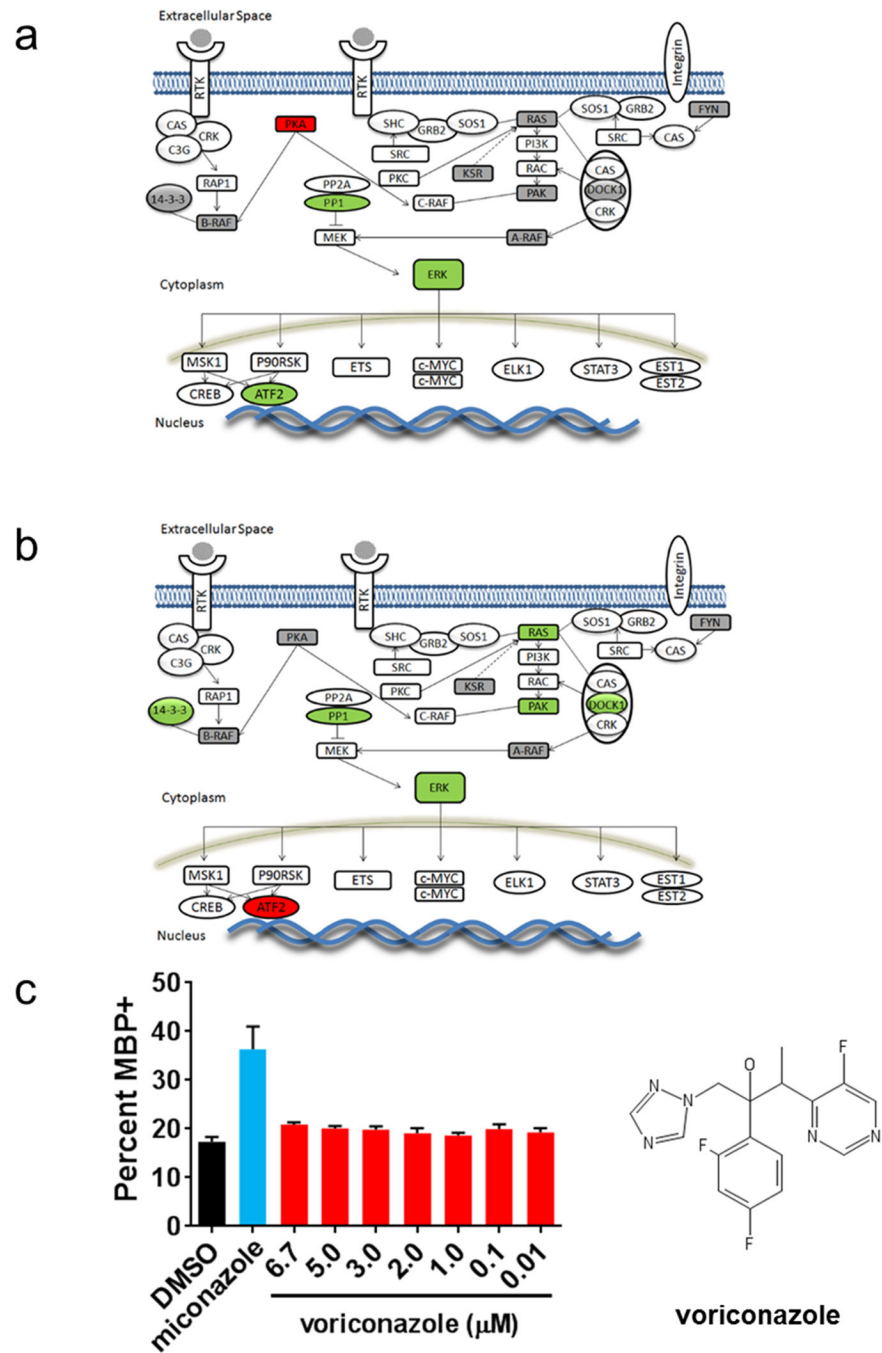 a
Extracellular Space
RTK
RTK
Integrin
CAS
CRK
C3G
PKA
SHC
GRB2
SOS1
SRC
RAS
SOS1
GRB2
FYN
SRC
CAS
PI3K
PKC
KSR
RAC
CAS
RAP1
PP2A
14-3-3
PP1
C-RAF
PAK
DOCK1
B-RAF
CRK
MEK
A-RAF
ERK
Cytoplasm
MSK1
P90RSK
ETS
c-MYC
c-MYC
ELK1
STAT3
EST1
EST2
CREB
ATF2
Nucleus
b
Extracellular Space
RTK
RTK
Integrin
CAS
CRK
C3G
PKA
SHC
GRB2
SOS1
SRC
RAS
SOS1
GRB2
FYN
SRC
CAS
PI3K
PKC
KSR
RAC
CAS
RAP1
PP2A
14-3-3
PP1
C-RAF
PAK
DOCK1
B-RAF
CRK
MEK
A-RAF
ERK
Cytoplasm
MSK1
P90RSK
ETS
c-MYC
c-MYC
ELK1
STAT3
EST1
EST2
CREB
ATF2
Nucleus
c
Percent MBP+
50
40
30
20
10
0
DMSO
miconazole
6.7
5.0
3.0
2.0
1.0
0.1
0.01
voriconazole (μM)
N
N
N
O
F
N
N
F
F
voriconazole